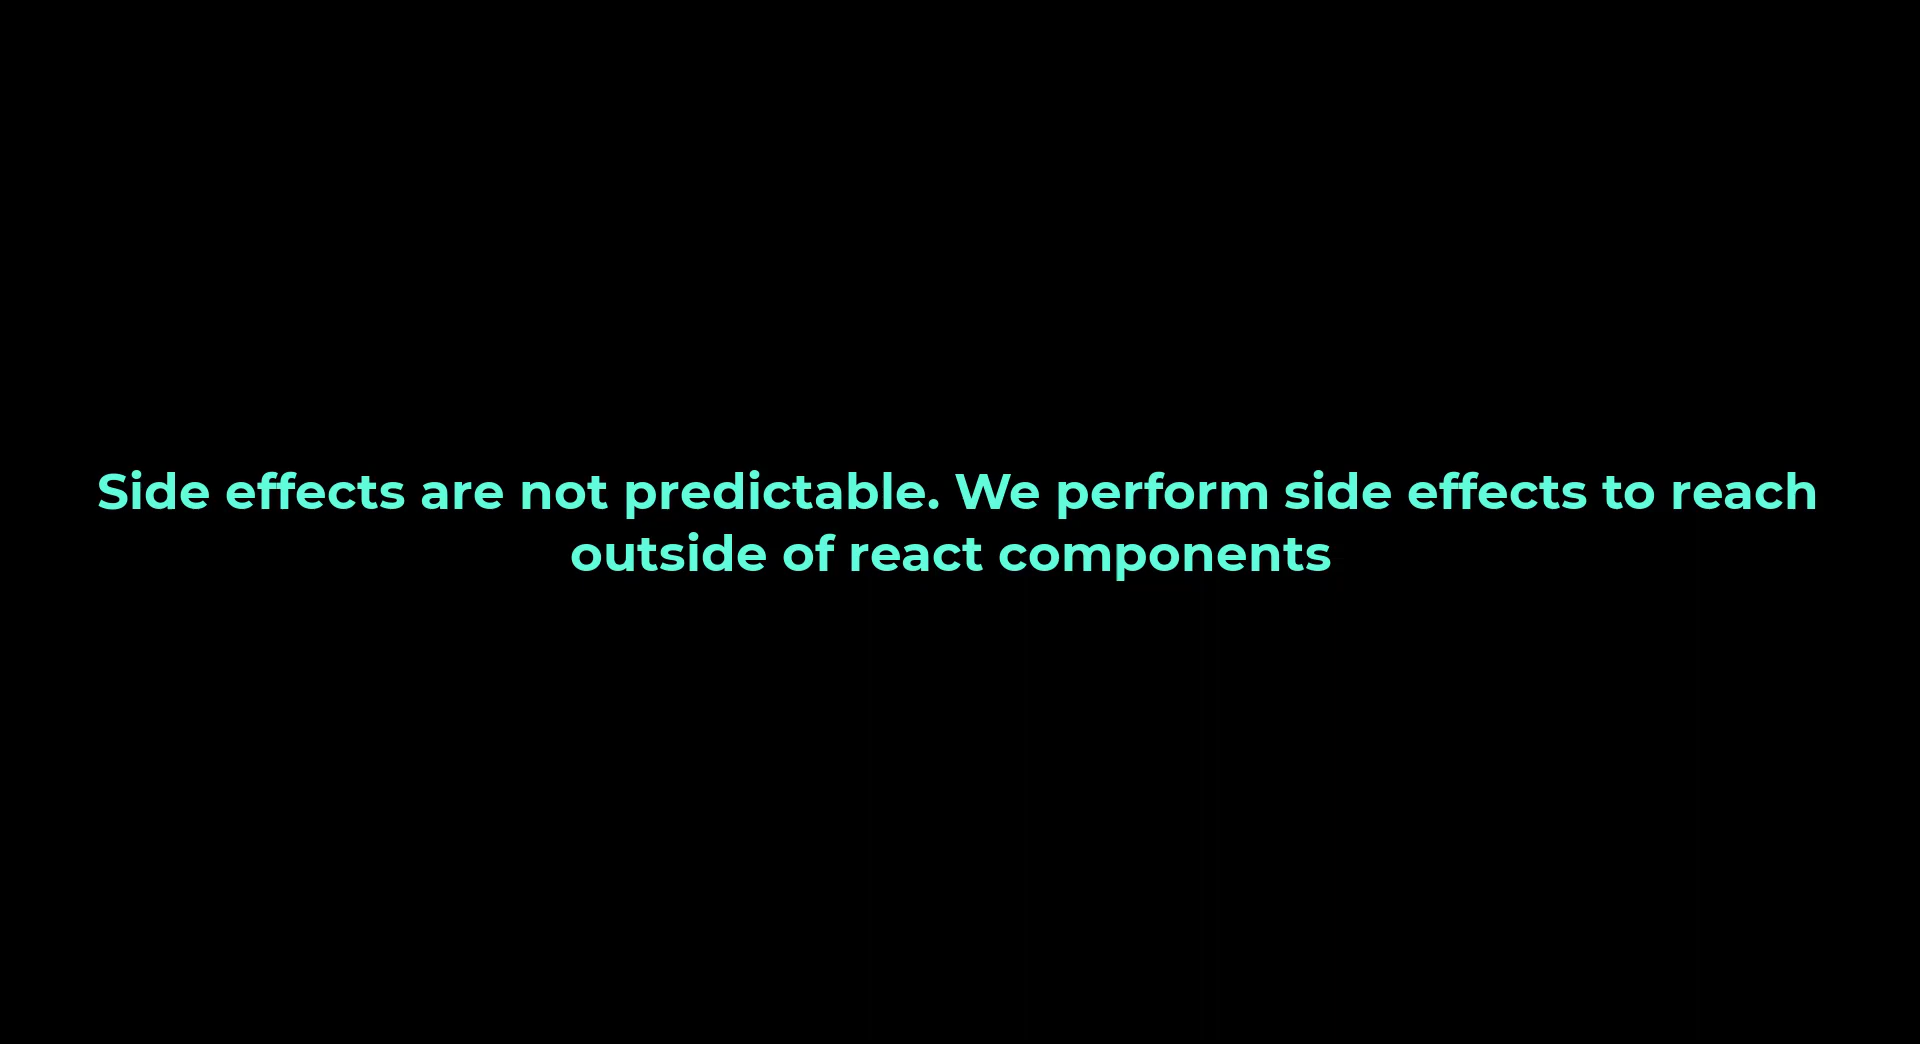 Side effects are not predictable. We perform side effects to reach
outside of react components